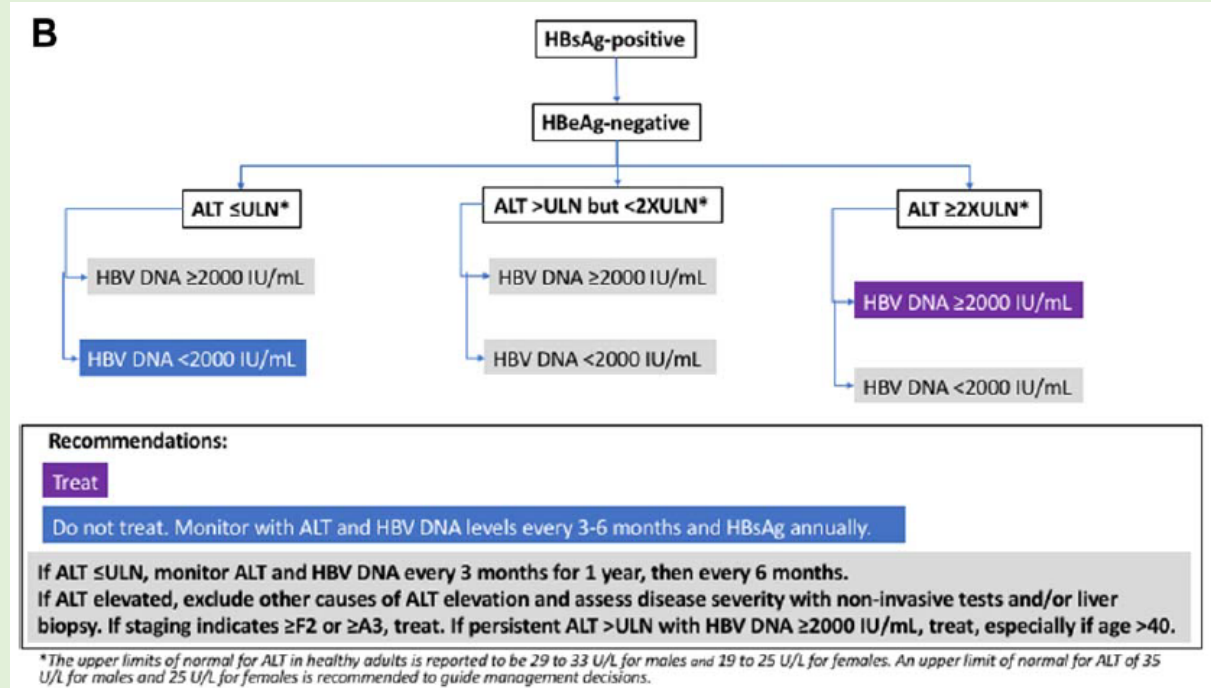 B
HBsAg-positive
HBeAg-negative
ALT ≤ULN*
ALT >ULN but <2XULN*
ALT ≥2XULN*
HBV DNA ≥2000 IU/mL
HBV DNA <2000 IU/mL
HBV DNA ≥2000 IU/mL
HBV DNA <2000 IU/mL
HBV DNA ≥2000 IU/mL
HBV DNA <2000 IU/mL
Recommendations:
Treat
Do not treat. Monitor with ALT and HBV DNA levels every 3-6 months and HBsAg annually.
If ALT ≤ULN, monitor ALT and HBV DNA every 3 months for 1 year, then every 6 months.
If ALT elevated, exclude other causes of ALT elevation and assess disease severity with non-invasive tests and/or liver
biopsy. If staging indicates ≥F2 or ≥A3, treat. If persistent ALT >ULN with HBV DNA ≥2000 IU/mL, treat, especially if age >40.
*The upper limits of normal for ALT in healthy adults is reported to be 29 to 33 U/L for males and 19 to 25 U/L for females. An upper limit of normal for ALT of 35
U/L for males and 25 U/L for females is recommended to guide management decisions.